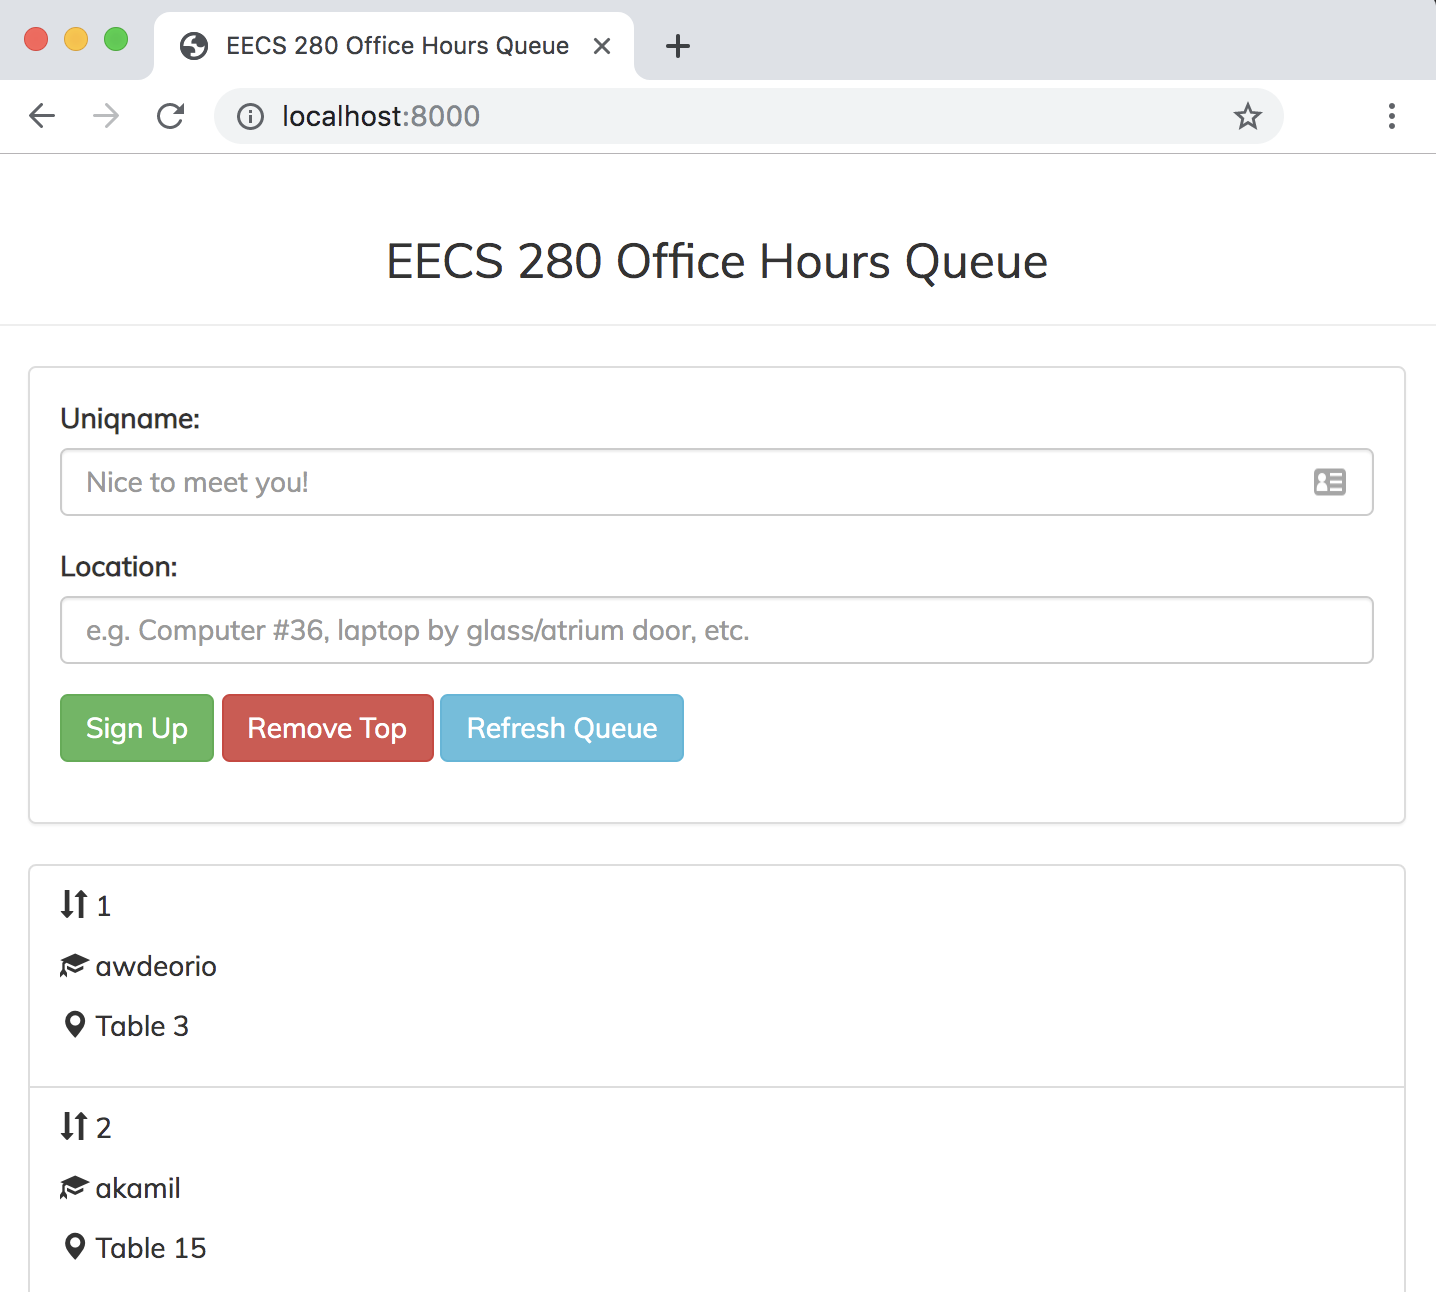 EECS 280 Office Hours Queue
localhost:8000
EECS 280 Office Hours Queue
Uniqname:
Nice to meet you!
Location:
e.g. Computer #36, laptop by glass/atrium door, etc.
Sign Up Remove Top Refresh Queue
1
awdeorio
Table 3
2
akamil
Table 15